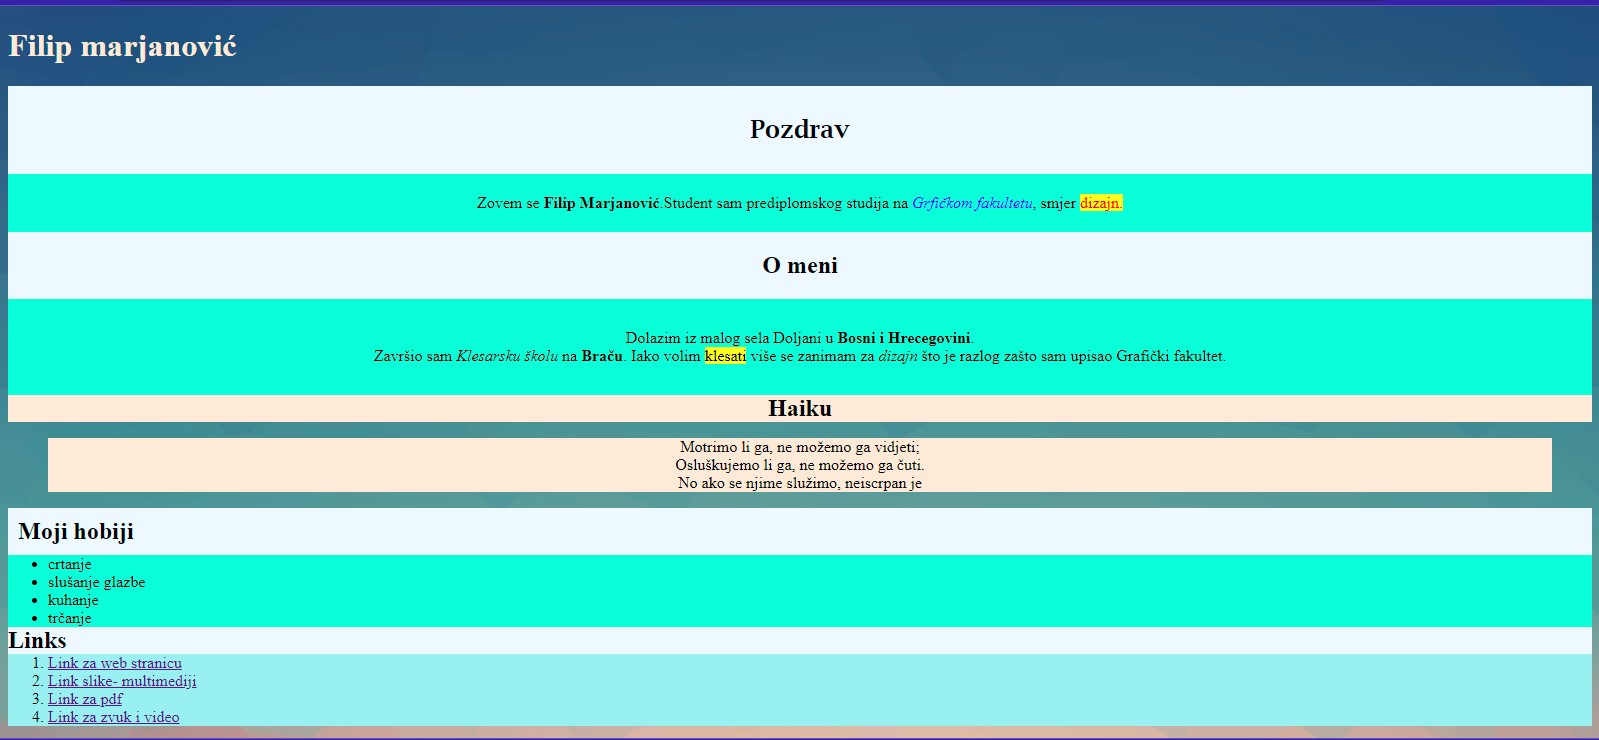 Filip marjanović
Pozdrav
Zovem se Filip Marjanović.Student sam prediplomskog studija na Grfičkom fakultetu, smjer dizajn.
O meni
Dolazim iz malog sela Doljani u Bosni i Hrecegovini.
Završio sam Klesarsku školu na Braču. Iako volim klesati više se zanimam za dizajn što je razlog zašto sam upisao Grafički fakultet.
Haiku
Motrimo li ga, ne možemo ga vidjeti;
Osluškujemo li ga, ne možemo ga čuti.
No ako se njime služimo, neiscrpan je
Moji hobiji
• crtanje
• slušanje glazbe
• kuhanje
• trčanje
Links
1. Link za web stranicu
2. Link slike- multimediji
3. Link za pdf
4. Link za zvuk i video